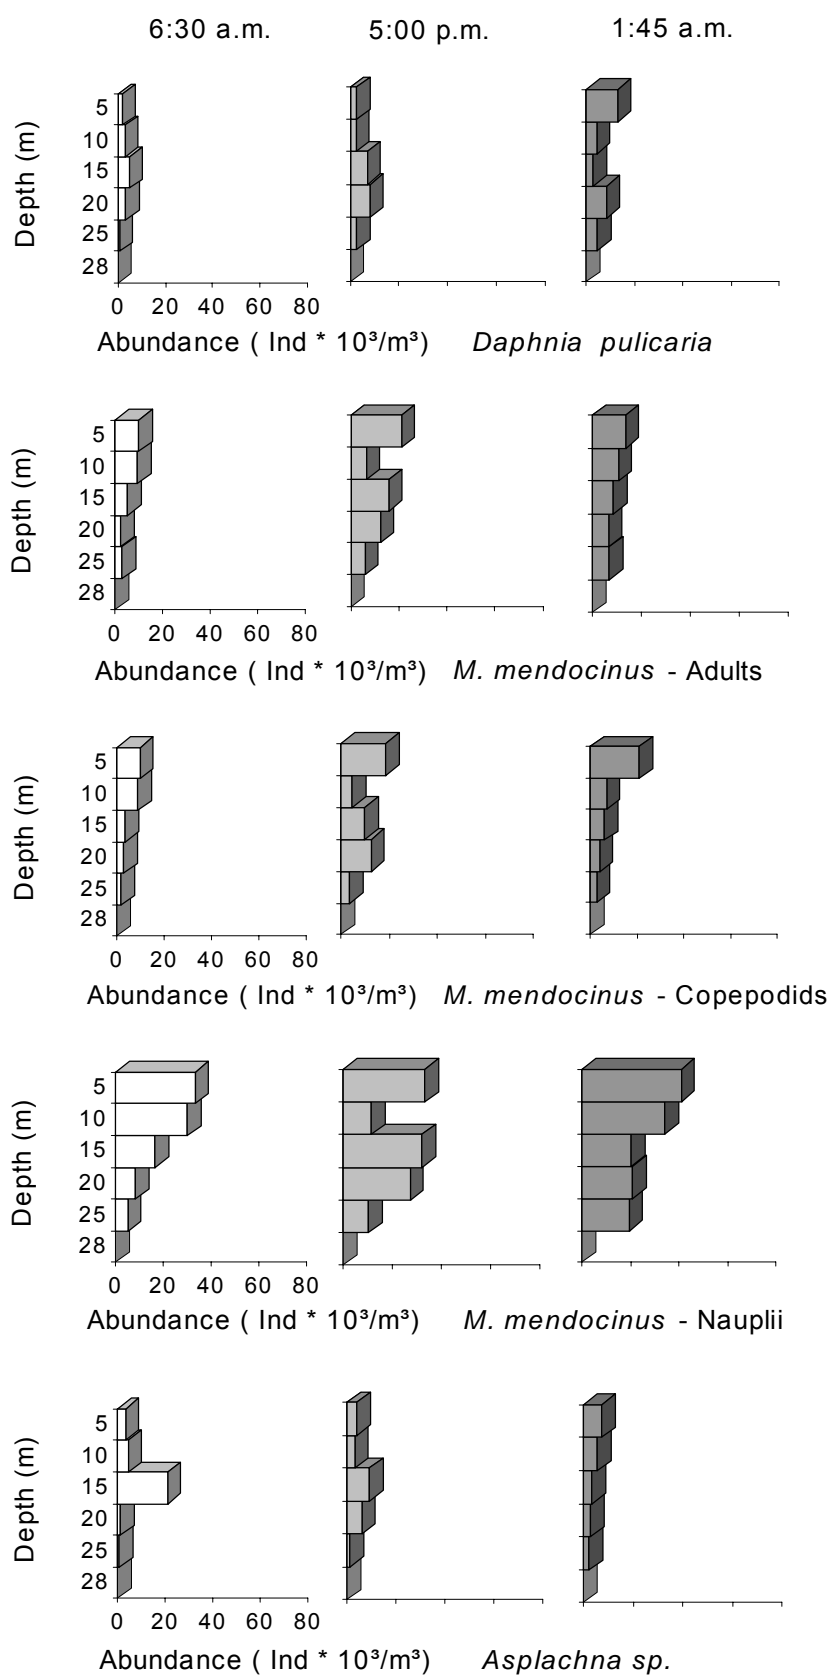 6:30 a.m. 5:00 p.m. 1:45 a.m.
Depth (m)
5
10
15
20
25
28
0 20 40 60 80
Abundance ( Ind * 10³/m³) Daphnia pulicaria
Depth (m)
5
10
15
20
25
28
0 20 40 60 80
Abundance ( Ind * 10³/m³) M. mendocinus - Adults
Depth (m)
5
10
15
20
25
28
0 20 40 60 80
Abundance ( Ind * 10³/m³) M. mendocinus - Copepodids
Depth (m)
5
10
15
20
25
28
0 20 40 60 80
Abundance ( Ind * 10³/m³) M. mendocinus - Nauplii
Depth (m)
5
10
15
20
25
28
0 20 40 60 80
Abundance ( Ind * 10³/m³) Asplachna sp.